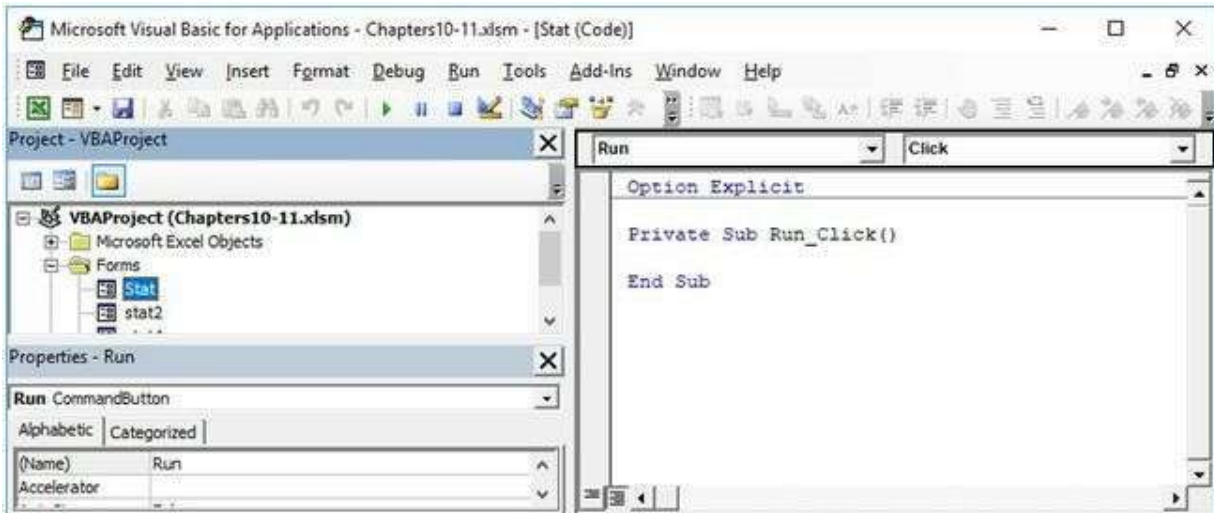 Microsoft Visual Basic for Applications - Chapters10-11.xlsm - [Stat (Code)]
File Edit View Insert Format Debug Run Tools Add-Ins Window Help
Project - VBAProject
VBAProject (Chapters10-11.xlsm)
Microsoft Excel Objects
Forms
Stat
stat2
Properties - Run
Run CommandButton
Alphabetic Categorized
(Name) Run
Accelerator
Run Click
Option Explicit
Private Sub Run_Click()
End Sub